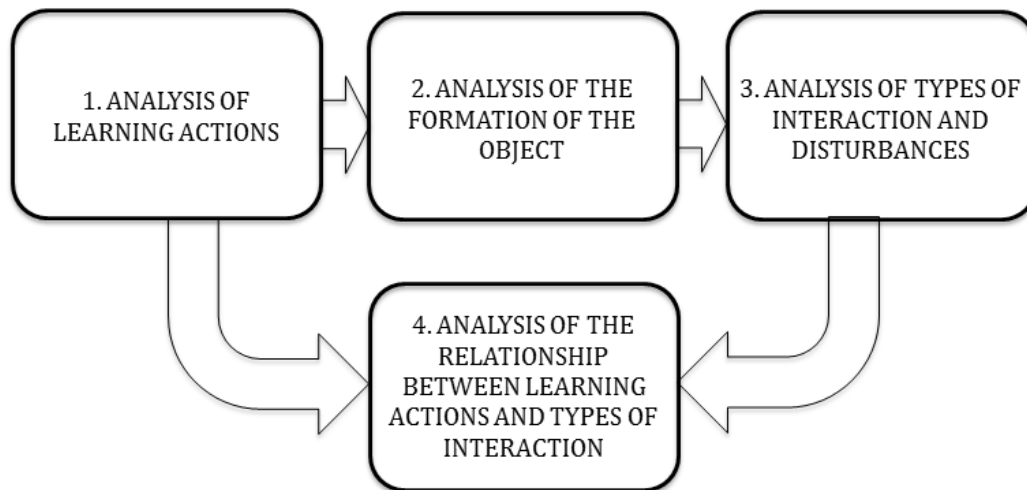 1. ANALYSIS OF
LEARNING ACTIONS
2. ANALYSIS OF THE
FORMATION OF THE
OBJECT
3. ANALYSIS OF TYPES OF
INTERACTION AND
DISTURBANCES
4. ANALYSIS OF THE
RELATIONSHIP
BETWEEN LEARNING
ACTIONS AND TYPES OF
INTERACTION